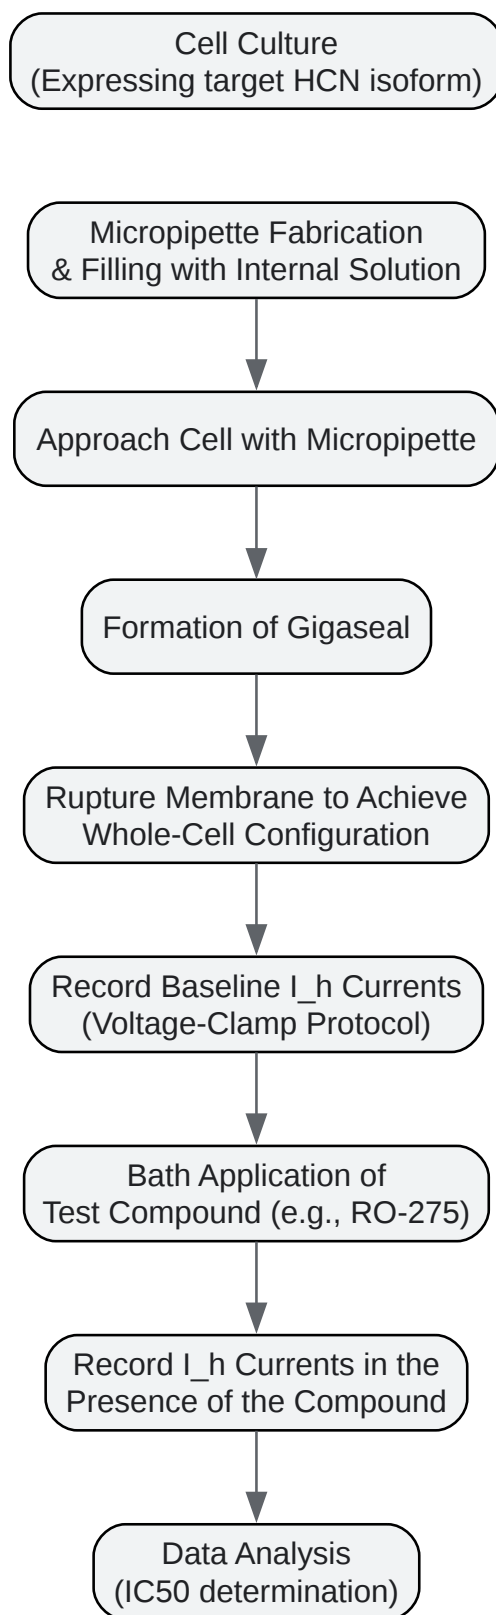 Cell Culture
(Expressing target HCN isoform)
Micropipette Fabrication
& Filling with Internal Solution
Approach Cell with Micropipette
Formation of Gigaseal
Rupture Membrane to Achieve
Whole-Cell Configuration
Record Baseline I_h Currents
(Voltage-Clamp Protocol)
Bath Application of
Test Compound (e.g., RO-275)
Record I_h Currents in the
Presence of the Compound
Data Analysis
(IC50 determination)